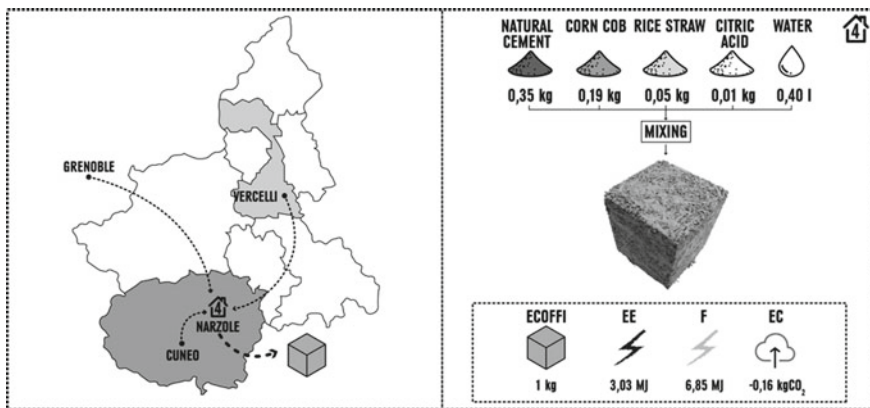 GRENOBLE
VERCELLI
4
NARZOLE
CUNEO
4
NATURAL CEMENT
CORN COB
RICE STRAW
CITRIC ACID
WATER
0,35 kg
0,19 kg
0,05 kg
0,01 kg
0,40 l
MIXING
ECOFFI
EE
F
EC
1 kg
3,03 MJ
6,85 MJ
-0,16 kgCO₂